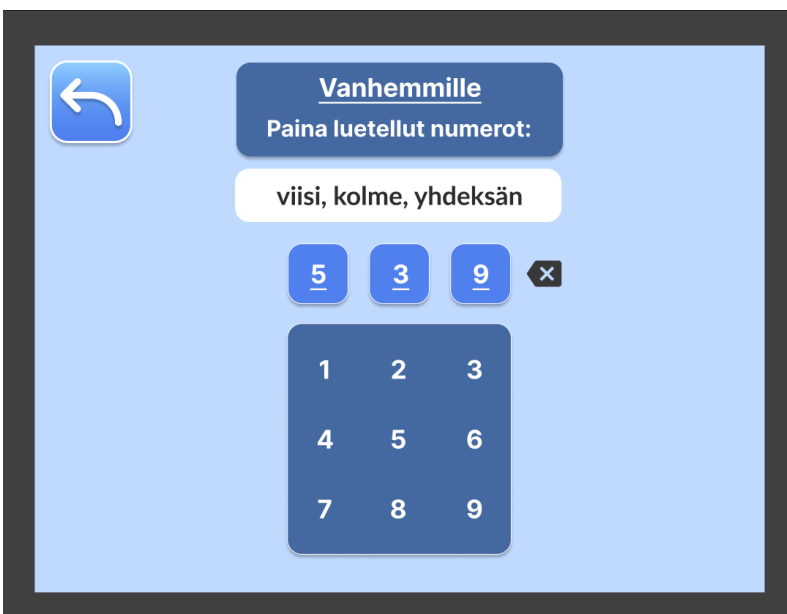 Vanhemmille
Paina luetellut numerot:
viisi, kolme, yhdeksän
5 3 9
1 2 3
4 5 6
7 8 9